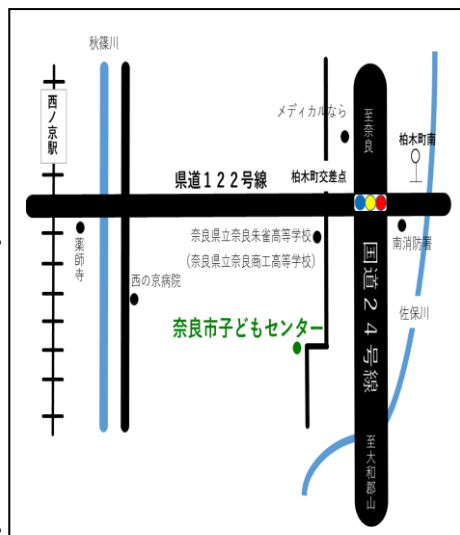 秋篠川
西ノ京駅
メディカルなら
至奈良
柏木町南
県道１２２号線
柏木町交差点
薬師寺
奈良県立奈良朱雀高等学校
(奈良県立奈良商工高等学校)
南消防署
西の京病院
国道２４号線
奈良市子どもセンター
佐保川
至大和郡山